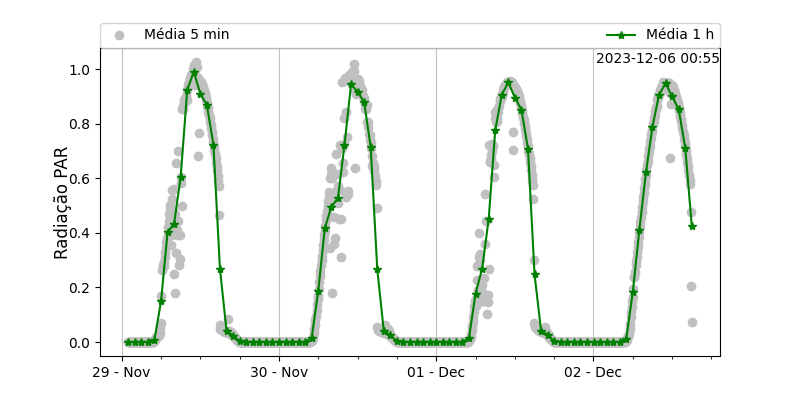 Média 5 min
Média 1 h
2023-12-06 00:55
Radiação PAR
1.0
0.8
0.6
0.4
0.2
0.0
29 - Nov
30 - Nov
01 - Dec
02 - Dec